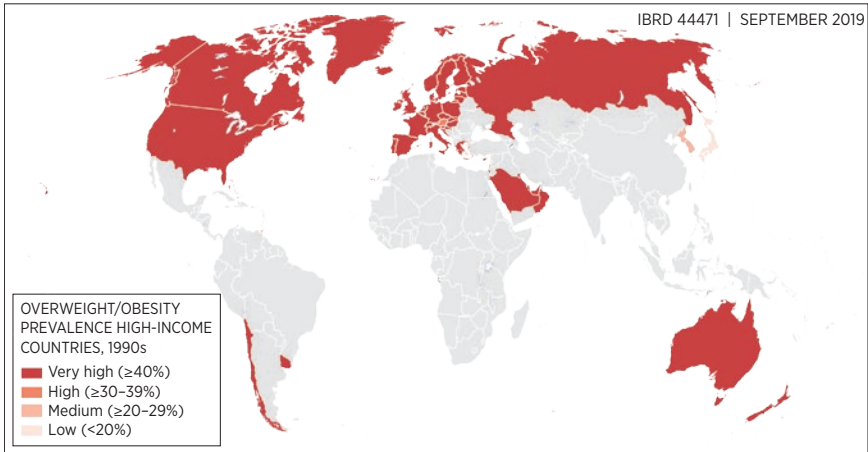 IBRD 44471 | SEPTEMBER 2019
OVERWEIGHT/OBESITY
PREVALENCE HIGH-INCOME
COUNTRIES, 1990s
Very high (≥40%)
High (≥30–39%)
Medium (≥20–29%)
Low (<20%)